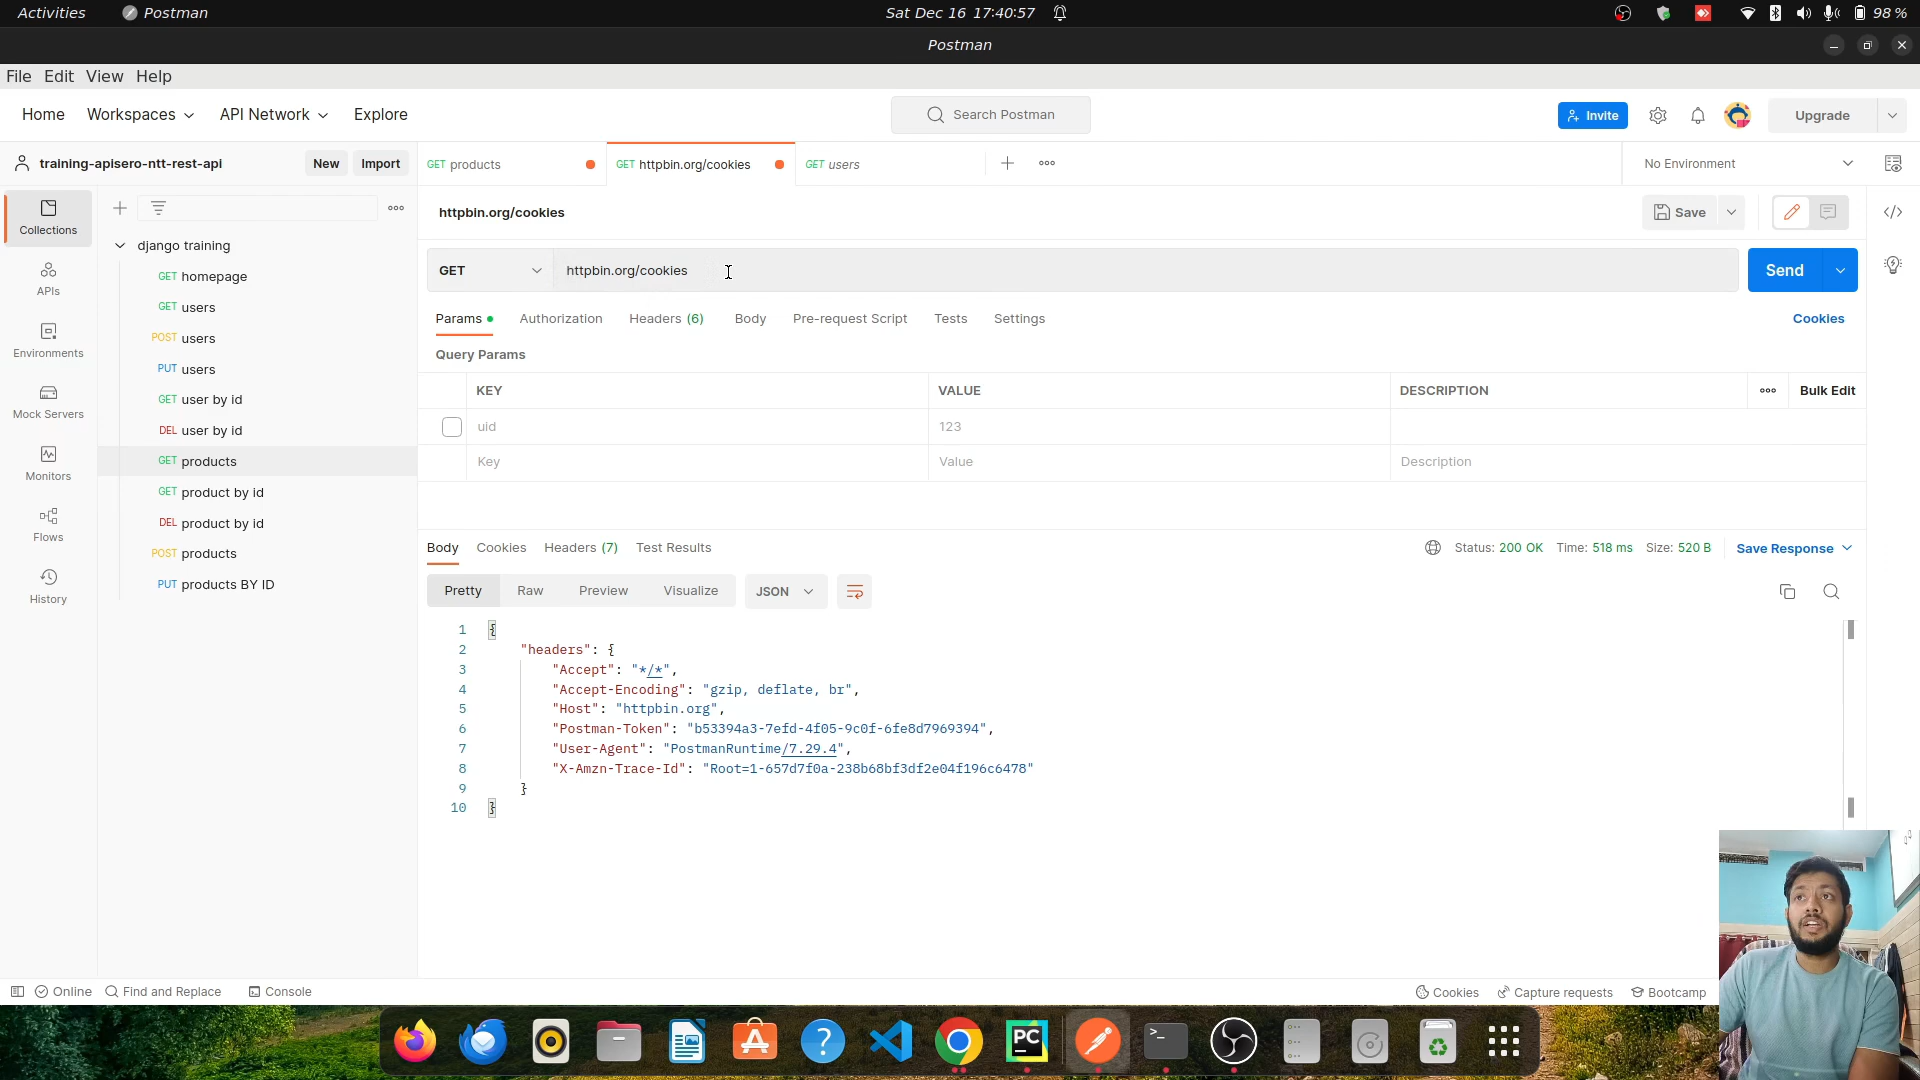 Activities Postman Sat Dec 16 17:40:57 98 %
Postman
File Edit View Help
Home Workspaces API Network Explore Search Postman Invite Upgrade
training-apisero-ntt-rest-api New Import GET products GET httpbin.org/cookies GET users No Environment
Collections
APIs
Environments
Mock Servers
Monitors
Flows
History
django training
GET homepage
GET users
POST users
PUT users
GET user by id
DEL user by id
GET products
GET product by id
DEL product by id
POST products
PUT products BY ID
httpbin.org/cookies Save
GET httpbin.org/cookies Send
Params Authorization Headers (6) Body Pre-request Script Tests Settings Cookies
Query Params
KEY VALUE DESCRIPTION Bulk Edit
uid 123
Key Value Description
Body Cookies Headers (7) Test Results Status: 200 OK Time: 518 ms Size: 520 B Save Response
Pretty Raw Preview Visualize JSON
1 {
2 "headers": {
3 "Accept": "*/*",
4 "Accept-Encoding": "gzip, deflate, br",
5 "Host": "httpbin.org",
6 "Postman-Token": "b53394a3-7efd-4f05-9c0f-6fe8d7969394",
7 "User-Agent": "PostmanRuntime/7.29.4",
8 "X-Amzn-Trace-Id": "Root=1-657d7f0a-238b68bf3df2e04f196c6478"
9 }
10 }
Online Find and Replace Console Cookies Capture requests Bootcamp
PC